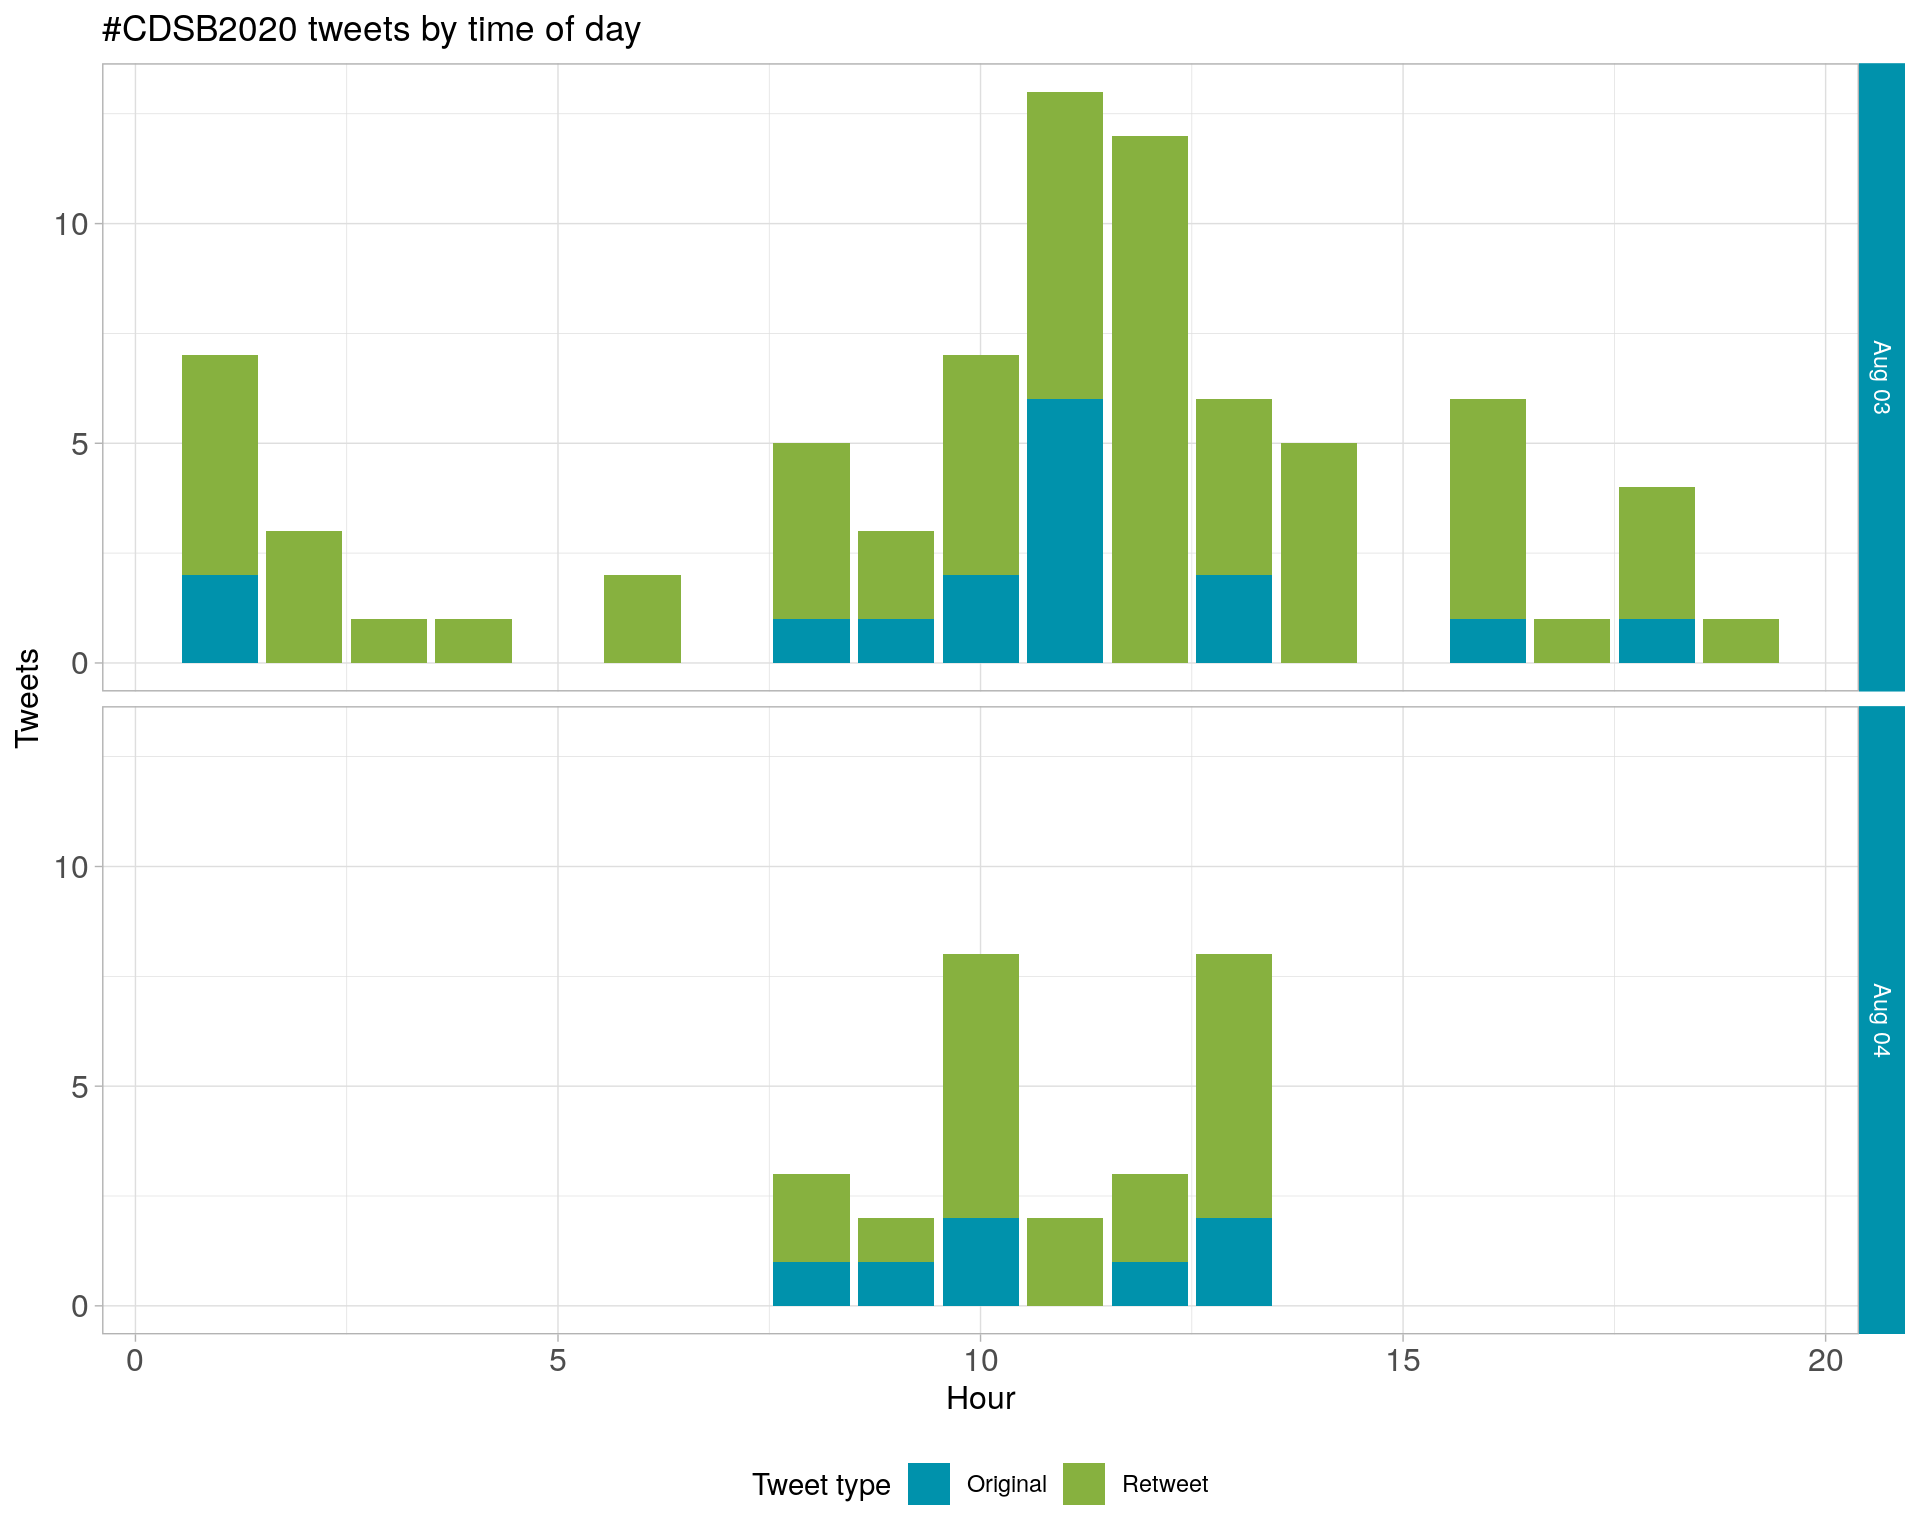 #CDSB2020 tweets by time of day
Tweets
10
5
0
Aug 03
10
5
0
Aug 04
0 5 10 15 20
Hour
Tweet type Original Retweet